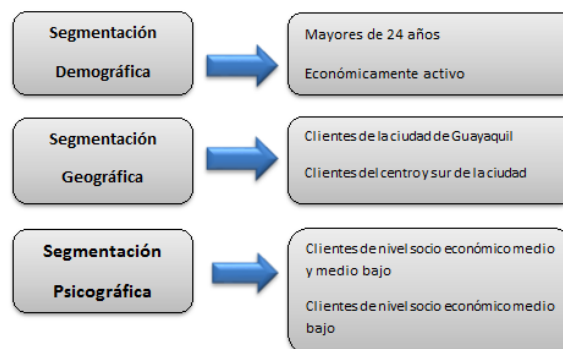 Segmentación
Demográfica
Mayores de 24 años
Económicamente activo
Segmentación
Geográfica
Clientes de la ciudad de Guayaquil
Clientes del centro y sur de la ciudad
Segmentación
Psicográfica
Clientes de nivel socio económico medio
y medio bajo
Clientes de nivel socio económico medio
bajo